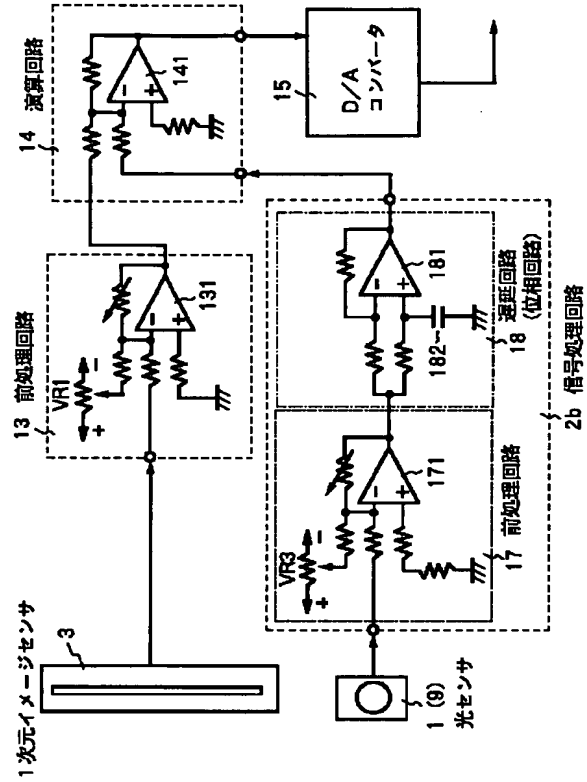 1次元イメージセンサ
3
13 前処理回路
VR1
+
−
−
+
131
14 演算回路
−
+
141
15
D/A
コンバータ
1 (9)
光センサ
VR3
+
−
−
+
171
17 前処理回路
−
+
181
182
18 遅延回路
(位相回路)
2b 信号処理回路